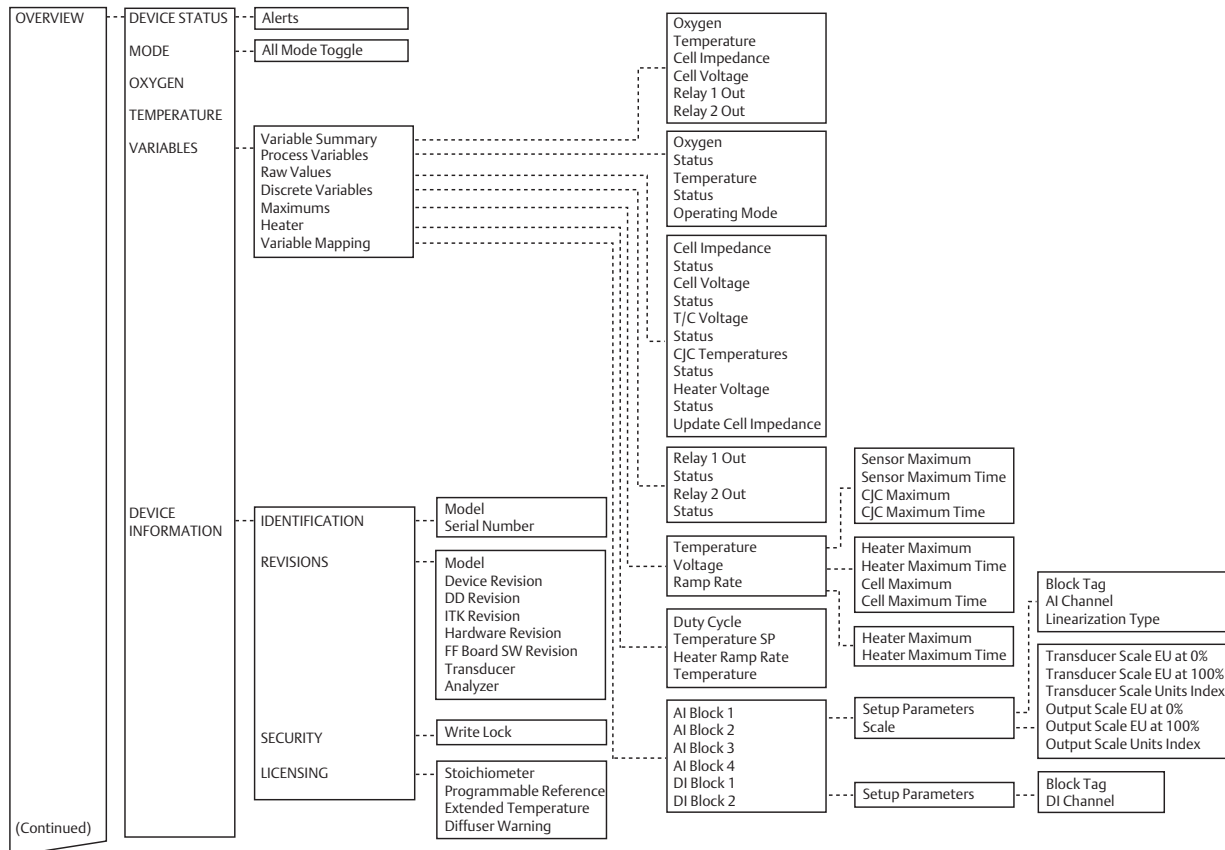 OVERVIEW
DEVICE STATUS
Alerts
MODE
All Mode Toggle
OXYGEN
TEMPERATURE
VARIABLES
Variable Summary
Process Variables
Raw Values
Discrete Variables
Maximums
Heater
Variable Mapping
Oxygen
Temperature
Cell Impedance
Cell Voltage
Relay 1 Out
Relay 2 Out
Oxygen
Status
Temperature
Status
Operating Mode
Cell Impedance
Status
Cell Voltage
Status
T/C Voltage
Status
CJC Temperatures
Status
Heater Voltage
Status
Update Cell Impedance
Relay 1 Out
Status
Relay 2 Out
Status
Temperature
Voltage
Ramp Rate
Sensor Maximum
Sensor Maximum Time
CJC Maximum
CJC Maximum Time
Heater Maximum
Heater Maximum Time
Cell Maximum
Cell Maximum Time
Heater Maximum
Heater Maximum Time
Duty Cycle
Temperature SP
Heater Ramp Rate
Temperature
AI Block 1
AI Block 2
AI Block 3
AI Block 4
DI Block 1
DI Block 2
Setup Parameters
Scale
Block Tag
AI Channel
Linearization Type
Transducer Scale EU at 0%
Transducer Scale EU at 100%
Transducer Scale Units Index
Output Scale EU at 0%
Output Scale EU at 100%
Output Scale Units Index
Setup Parameters
Block Tag
DI Channel
DEVICE
INFORMATION
IDENTIFICATION
Model
Serial Number
REVISIONS
Model
Device Revision
DD Revision
ITK Revision
Hardware Revision
FF Board SW Revision
Transducer
Analyzer
SECURITY
Write Lock
LICENSING
Stoichiometer
Programmable Reference
Extended Temperature
Diffuser Warning
(Continued)